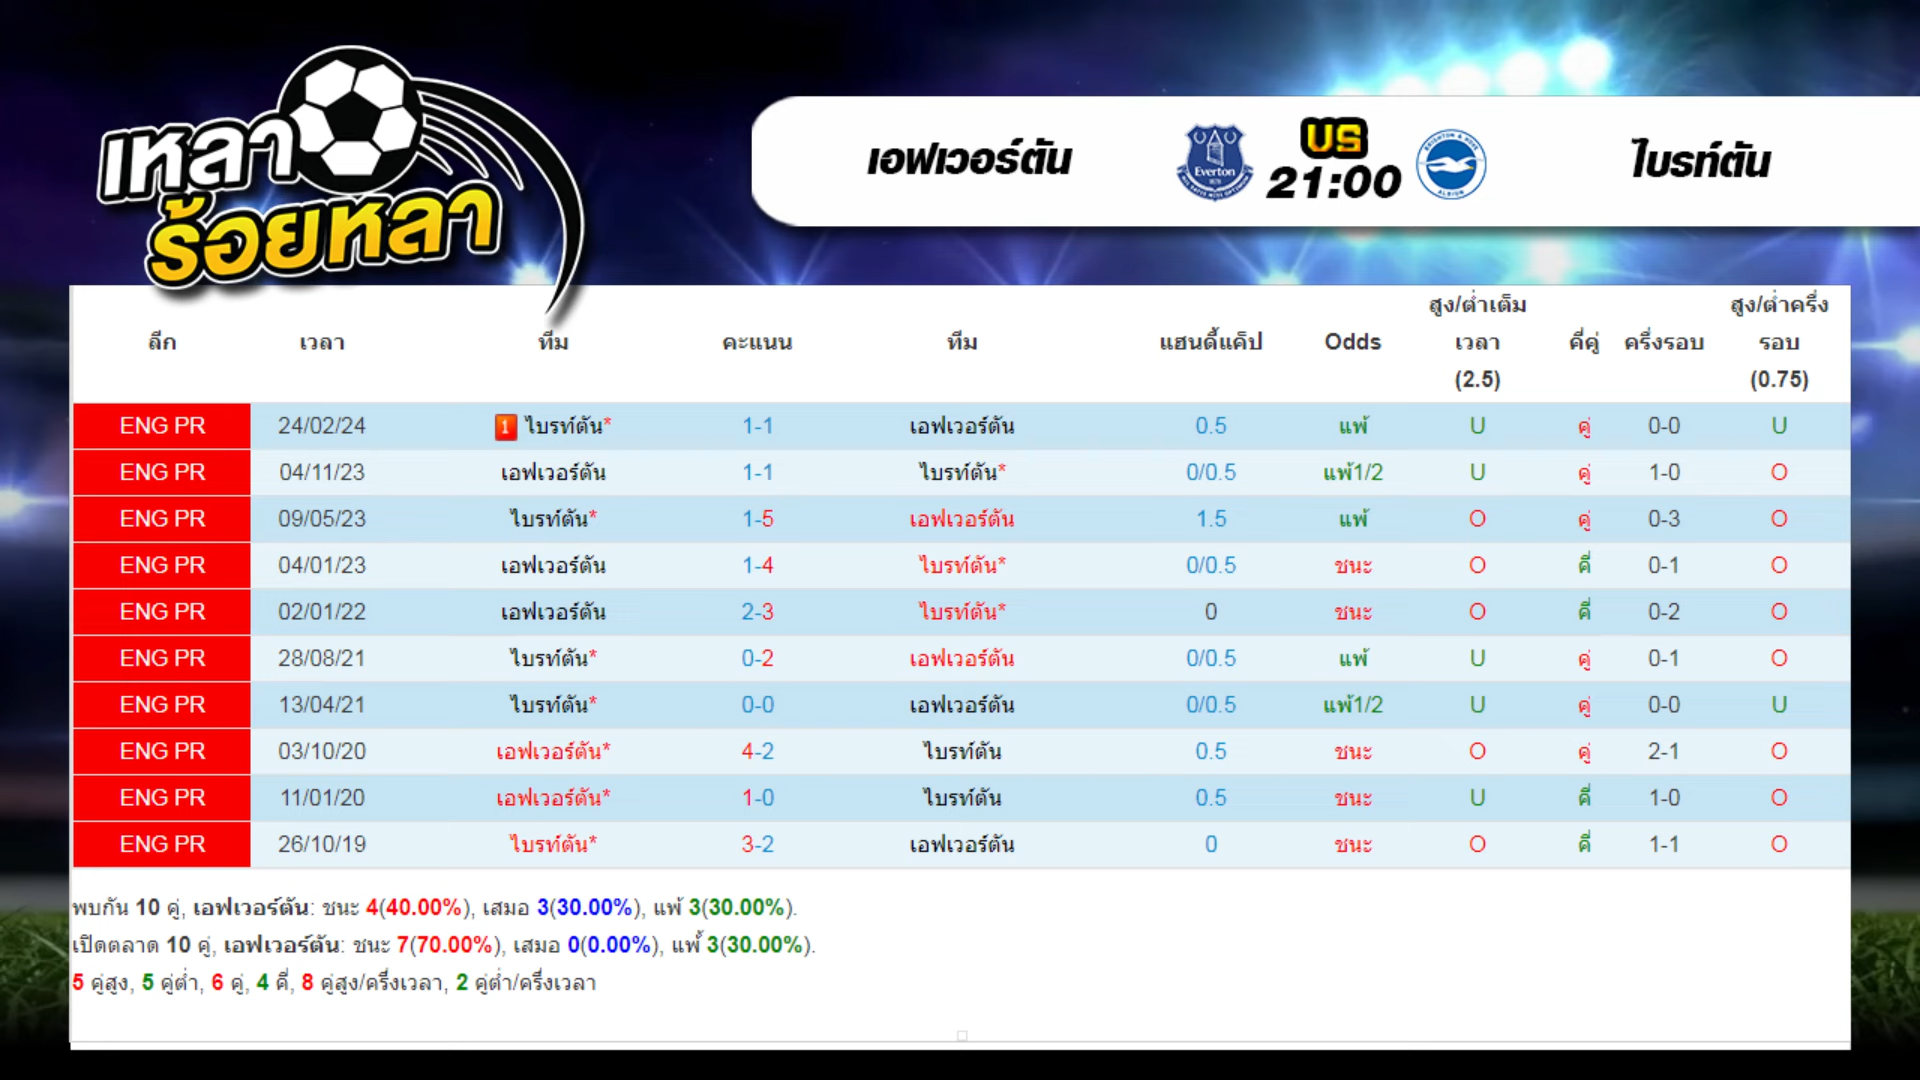 เหลา
ร้อยหลา
เอฟเวอร์ตัน
Everton
US
21:00
BRIGHTON & HOVE
ALBION
ไบรท์ตัน
ลีก เวลา ทีม คะแนน ทีม แฮนดี้แค็ป Odds สูง/ต่ำเต็มเวลา (2.5) คี่คู่ ครึ่งรอบ สูง/ต่ำครึ่งรอบ (0.75)
ENG PR 24/02/24 1 ไบรท์ตัน* 1-1 เอฟเวอร์ตัน 0.5 แพ้ U คู่ 0-0 U
ENG PR 04/11/23 เอฟเวอร์ตัน 1-1 ไบรท์ตัน* 0/0.5 แพ้1/2 U คู่ 1-0 O
ENG PR 09/05/23 ไบรท์ตัน* 1-5 เอฟเวอร์ตัน 1.5 แพ้ O คู่ 0-3 O
ENG PR 04/01/23 เอฟเวอร์ตัน 1-4 ไบรท์ตัน* 0/0.5 ชนะ O คี่ 0-1 O
ENG PR 02/01/22 เอฟเวอร์ตัน 2-3 ไบรท์ตัน* 0 ชนะ O คี่ 0-2 O
ENG PR 28/08/21 ไบรท์ตัน* 0-2 เอฟเวอร์ตัน 0/0.5 แพ้ U คู่ 0-1 O
ENG PR 13/04/21 ไบรท์ตัน* 0-0 เอฟเวอร์ตัน 0/0.5 แพ้1/2 U คู่ 0-0 U
ENG PR 03/10/20 เอฟเวอร์ตัน* 4-2 ไบรท์ตัน 0.5 ชนะ O คู่ 2-1 O
ENG PR 11/01/20 เอฟเวอร์ตัน* 1-0 ไบรท์ตัน 0.5 ชนะ U คี่ 1-0 O
ENG PR 26/10/19 ไบรท์ตัน* 3-2 เอฟเวอร์ตัน 0 ชนะ O คี่ 1-1 O
พบกัน 10 คู่, เอฟเวอร์ตัน: ชนะ 4(40.00%), เสมอ 3(30.00%), แพ้ 3(30.00%).
เปิดตลาด 10 คู่, เอฟเวอร์ตัน: ชนะ 7(70.00%), เสมอ 0(0.00%), แพ้ 3(30.00%).
5 คู่สูง, 5 คู่ต่ำ, 6 คู่, 4 คี่, 8 คู่สูง/ครึ่งเวลา, 2 คู่ต่ำ/ครึ่งเวลา